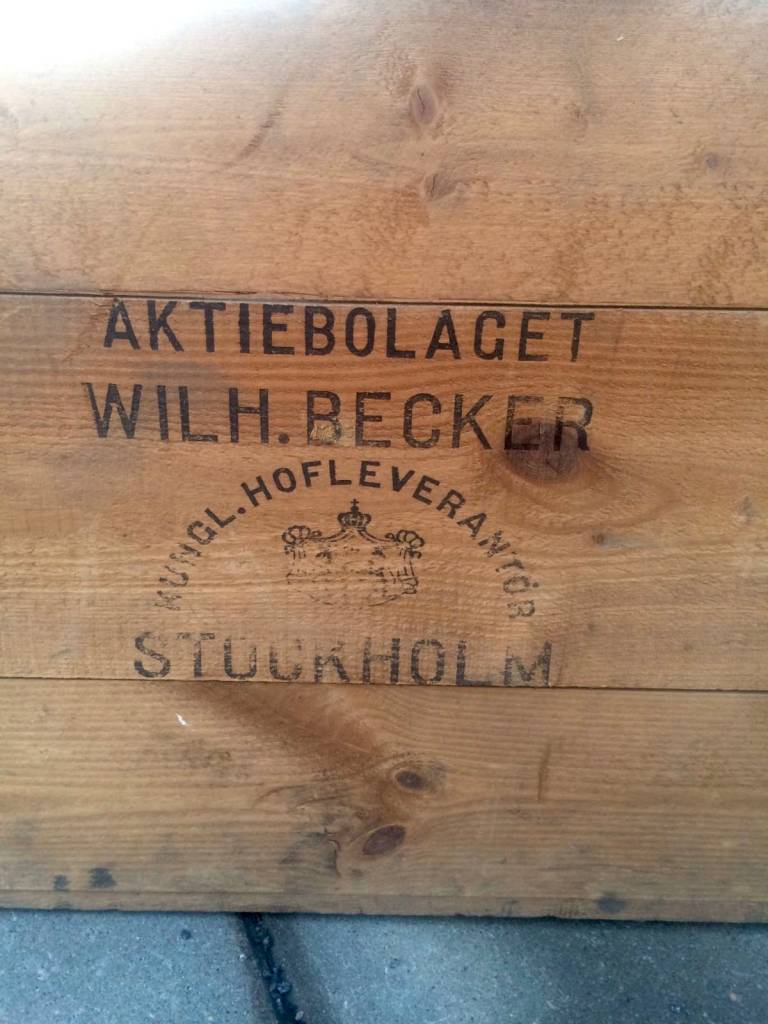 AKTIEBOLAGET
WILH. BECKER
KUNGL. HOFLEVERANTÖR
STOCKHOLM